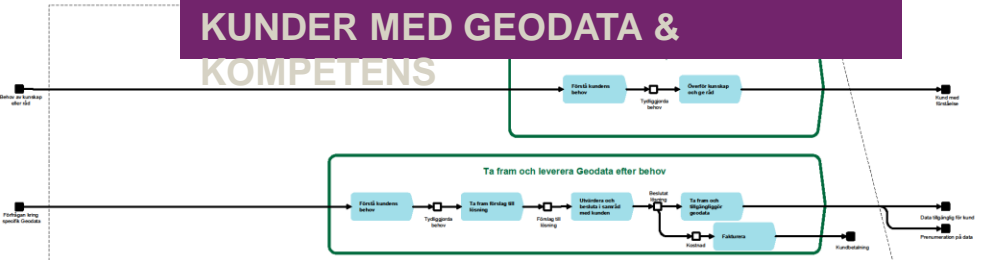 KUNDER MED GEODATA &
KOMPETENS
Behov av kunskap
eller råd
Förstå kundens
behov
Tydliggjorda
behov
Överför kunskap
och ge råd
Kund med
förståelse
Ta fram och leverera Geodata efter behov
Förfrågan kring
specifik Geodata
Förstå kundens
behov
Tydliggjorda
behov
Ta fram förslag till
lösning
Förslag till
lösning
Utvärdera och
besluta i samråd
med kunden
Beslutat
lösning
Ta fram och
tillgängliggör
geodata
Kostnad
Fakturera
Kundbetalning
Data tillgänglig för kund
Prenumeration på data